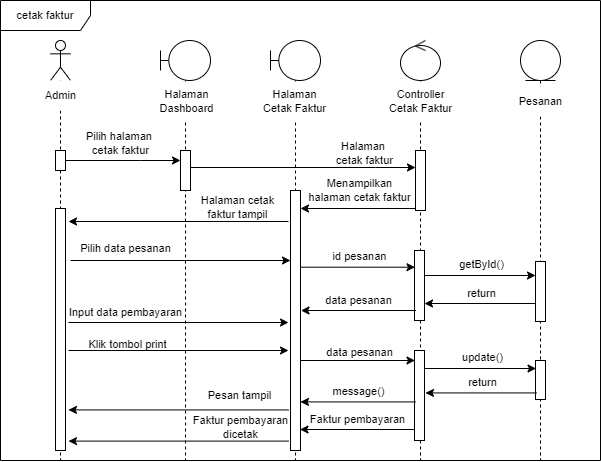 cetak faktur
Admin
Halaman
Dashboard
Halaman
Cetak Faktur
Controller
Cetak Faktur
Pesanan
Pilih halaman
cetak faktur
Halaman
cetak faktur
Menampilkan
halaman cetak faktur
Halaman cetak
faktur tampil
Pilih data pesanan
id pesanan
getById()
return
data pesanan
Input data pembayaran
Klik tombol print
data pesanan
update()
return
message()
Pesan tampil
Faktur pembayaran
Faktur pembayaran
dicetak